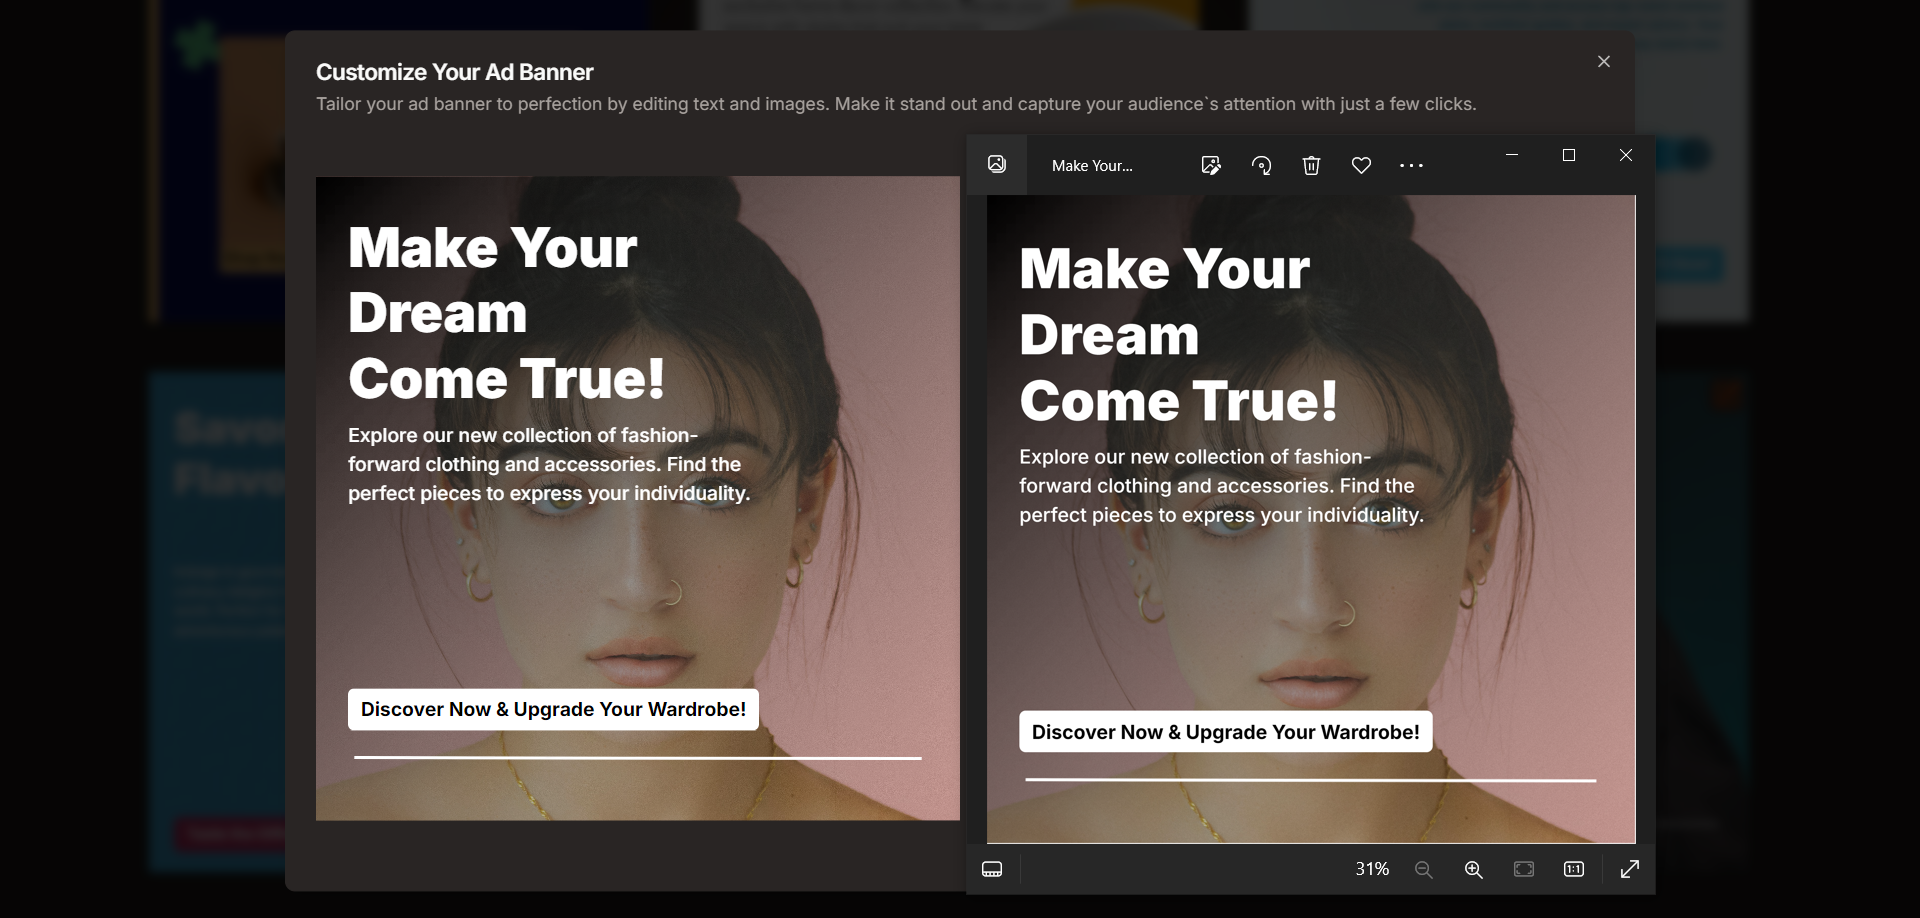 Customize Your Ad Banner
Tailor your ad banner to perfection by editing text and images. Make it stand out and capture your audience`s attention with just a few clicks.
Make Your
Dream
Come True!
Explore our new collection of fashion-
forward clothing and accessories. Find the
perfect pieces to express your individuality.
Discover Now & Upgrade Your Wardrobe!
Make Your...
Make Your
Dream
Come True!
Explore our new collection of fashion-
forward clothing and accessories. Find the
perfect pieces to express your individuality.
Discover Now & Upgrade Your Wardrobe!
31%
1:1